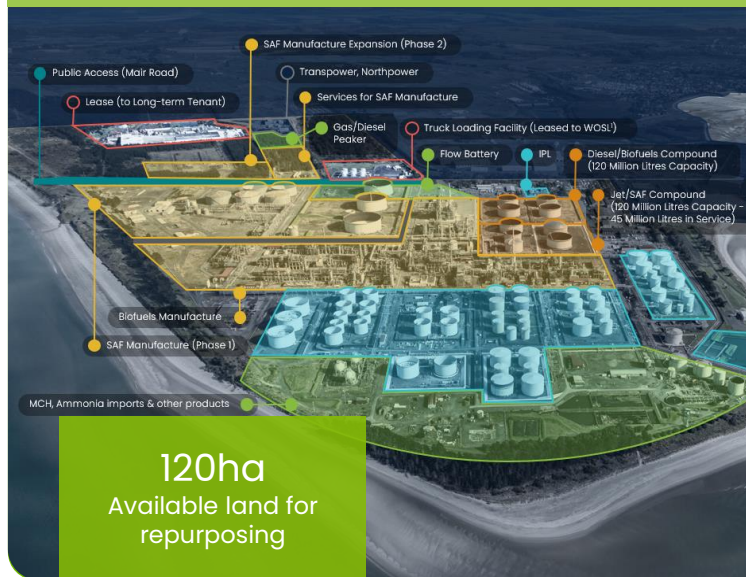 SAF Manufacture Expansion (Phase 2)
Public Access (Mair Road)
Transpower, Northpower
Lease (to Long-term Tenant)
Services for SAF Manufacture
Gas/Diesel
Peaker
Truck Loading Facility (Leased to WOSL¹)
Flow Battery
IPL
Diesel/Biofuels Compound
(120 Million Litres Capacity)
Jet/SAF Compound
(120 Million Litres Capacity -
45 Million Litres in Service)
Biofuels Manufacture
SAF Manufacture (Phase 1)
MCH, Ammonia imports & other products
120ha
Available land for
repurposing